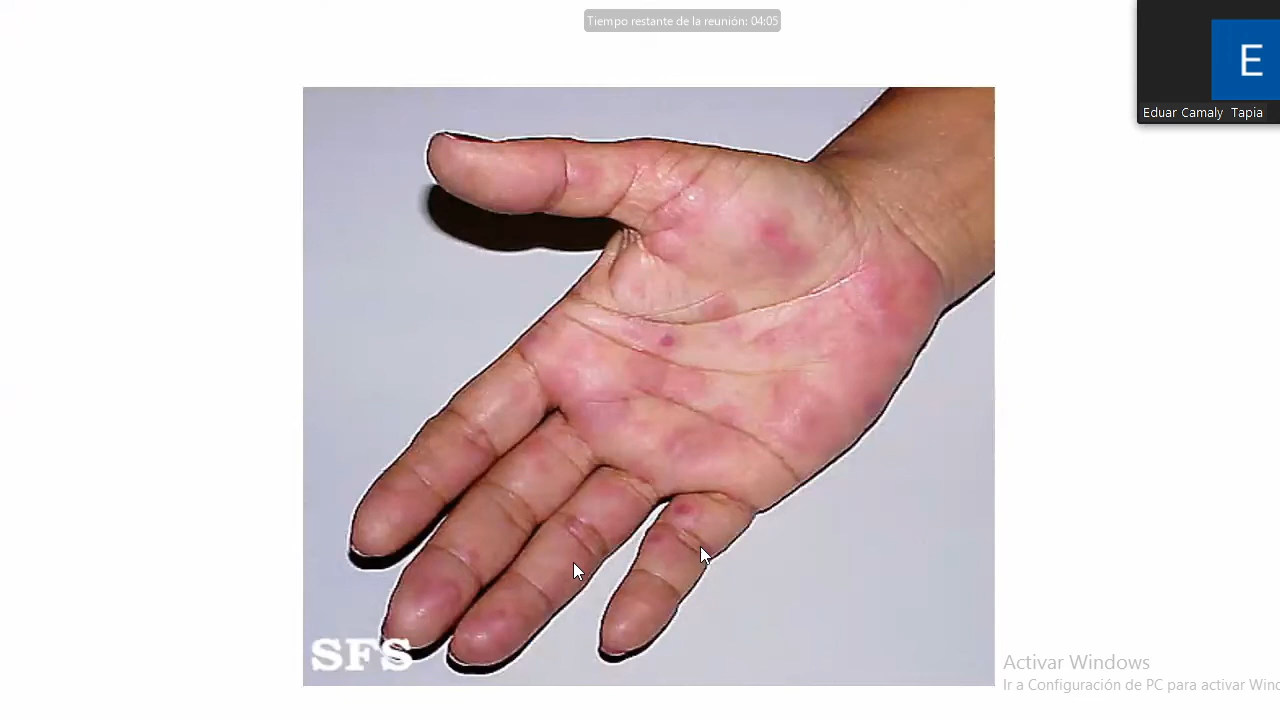 Tiempo restante de la reunión: 04:05
E
Eduar Camaly Tapia
SFS
Activar Windows
Ir a Configuración de PC para activar Wind